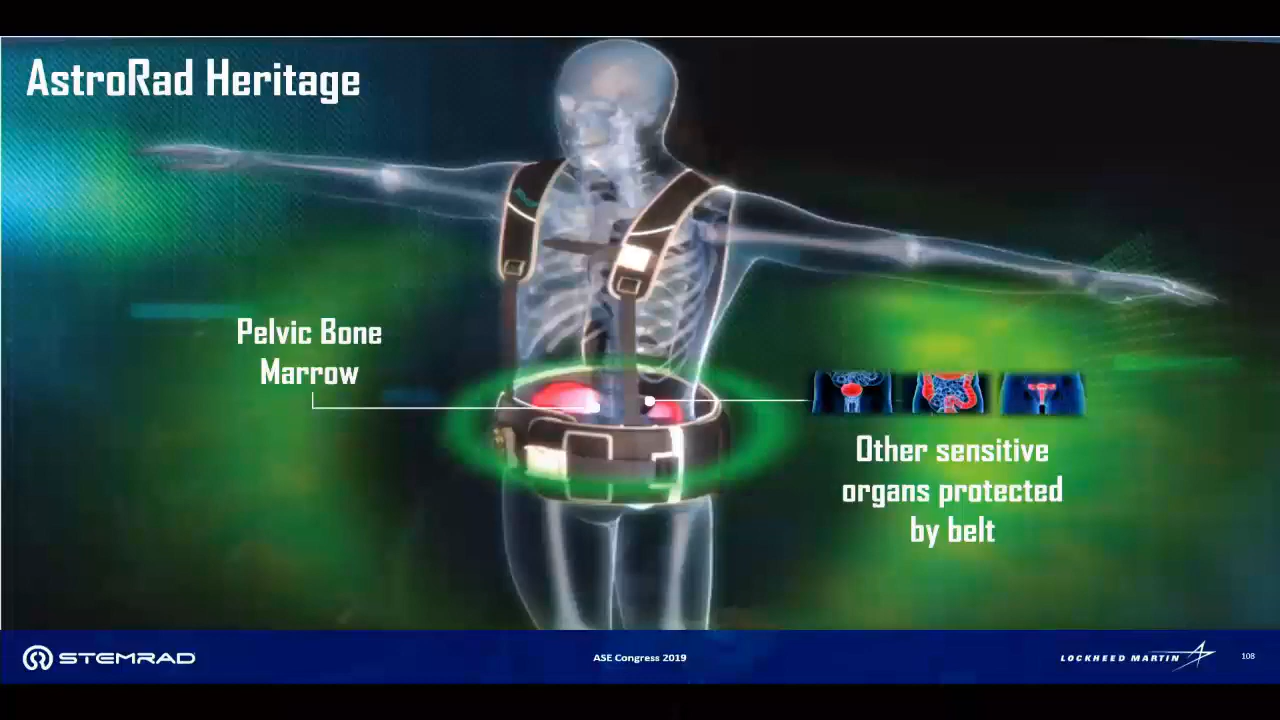 AstroRad Heritage
Pelvic Bone
Marrow
Other sensitive
organs protected
by belt
STEMRAD
ASE Congress 2019
LOCKHEED MARTIN
108